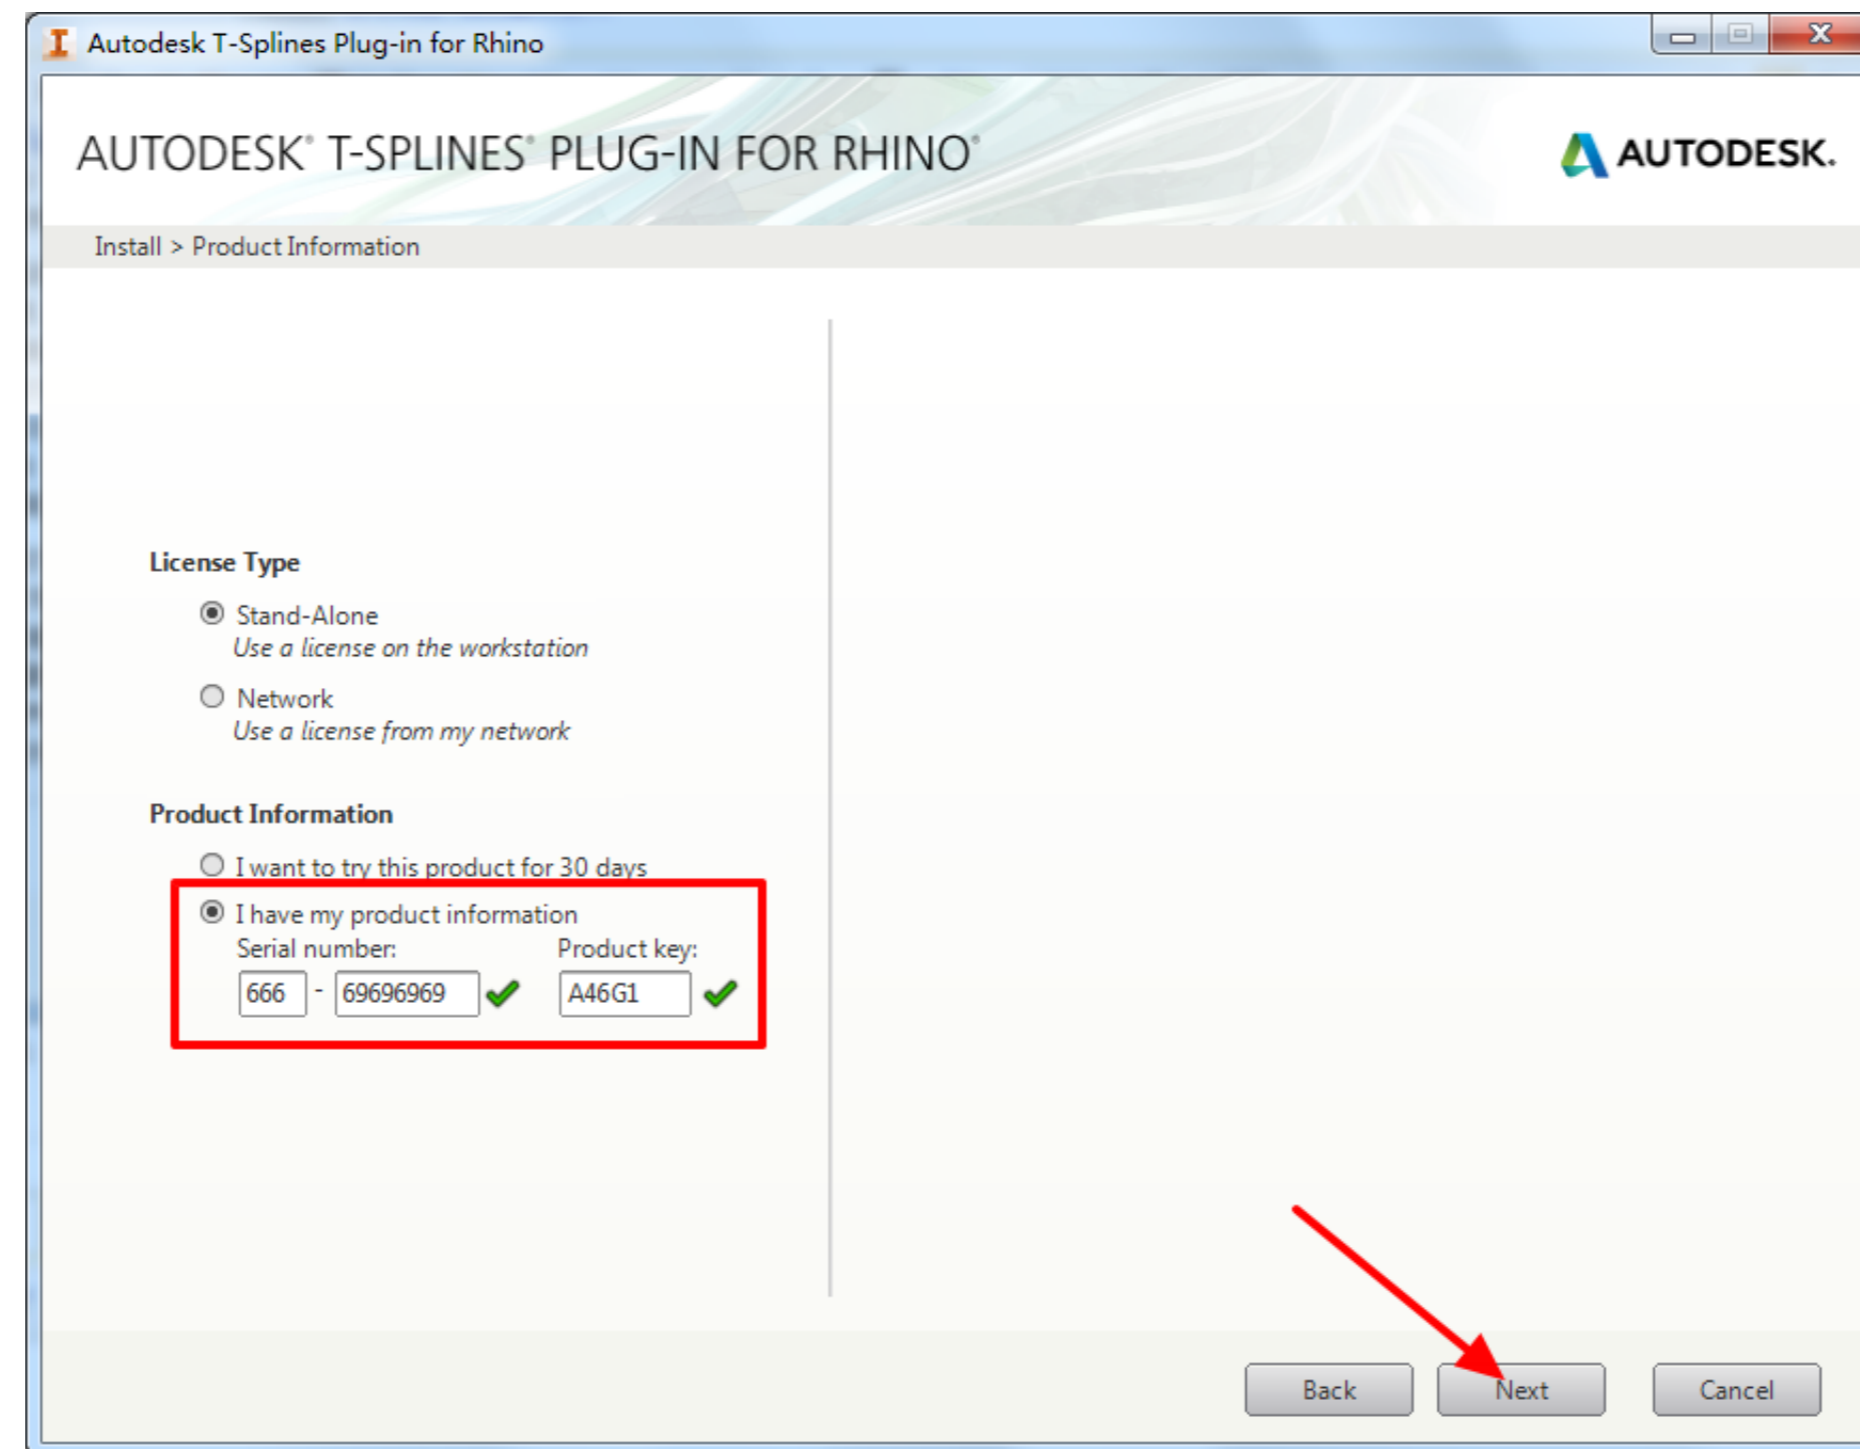 Autodesk T-Splines Plug-in for Rhino
AUTODESK® T-SPLINES® PLUG-IN FOR RHINO®
AUTODESK.
Install > Product Information
License Type
Stand-Alone
Use a license on the workstation
Network
Use a license from my network
Product Information
I want to try this product for 30 days
I have my product information
Serial number: Product key:
666 - 69696969 A46G1
Back Next Cancel